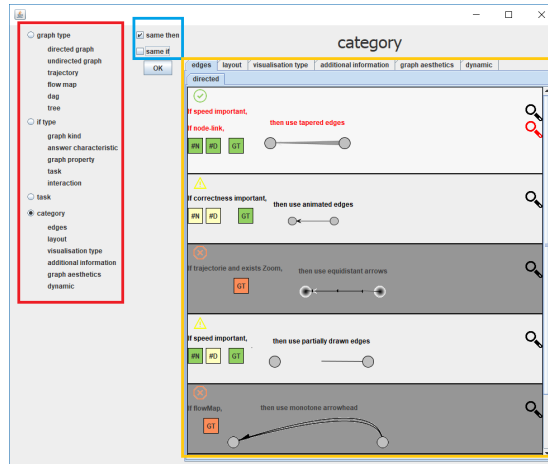 graph type
directed graph
undirected graph
trajectory
flow map
dag
tree
if type
graph kind
answer characteristic
graph property
task
interaction
task
category
edges
layout
visualisation type
additional information
graph aesthetics
dynamic
same then
same if
OK
category
edges layout visualisation type additional information graph aesthetics dynamic
directed
If speed important,
then use tapered edges
If node-link,
#N #D GT
If correctness important, then use animated edges
#N #D GT
If trajectorie and exists Zoom, then use equidistant arrows
GT
If speed important, then use partially drawn edges
#N #D GT
If flowMap, then use monotone arrowhead
GT